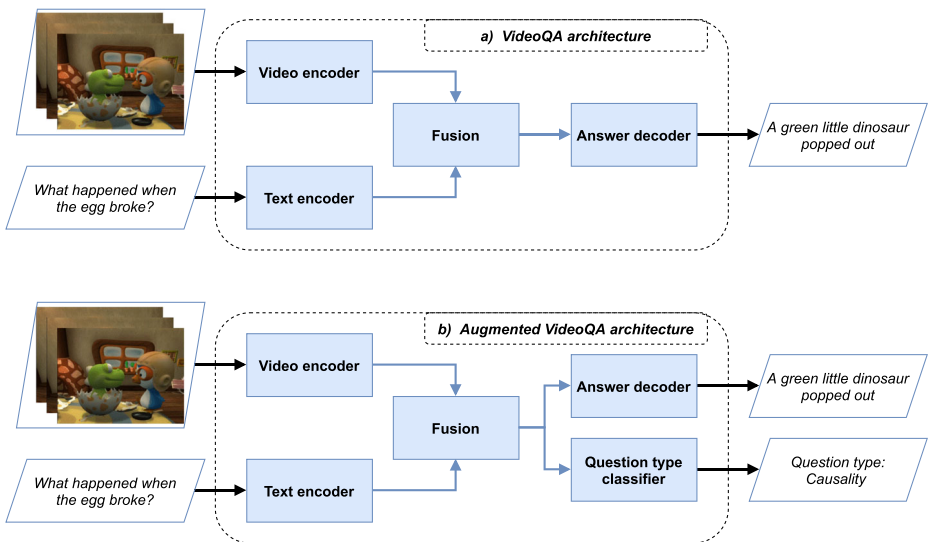 a) VideoQA architecture
Video encoder
Fusion
Answer decoder
A green little dinosaur
popped out
What happened when
the egg broke?
Text encoder
b) Augmented VideoQA architecture
Video encoder
Fusion
Answer decoder
A green little dinosaur
popped out
What happened when
the egg broke?
Text encoder
Question type
classifier
Question type:
Causality